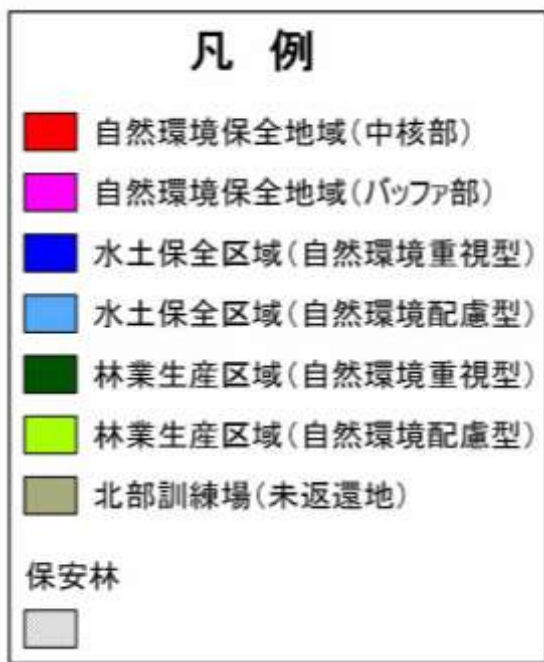 凡 例
自然環境保全地域(中核部)
自然環境保全地域(バッファ部)
水土保全区域(自然環境重視型)
水土保全区域(自然環境配慮型)
林業生産区域(自然環境重視型)
林業生産区域(自然環境配慮型)
北部訓練場(未返還地)
保安林